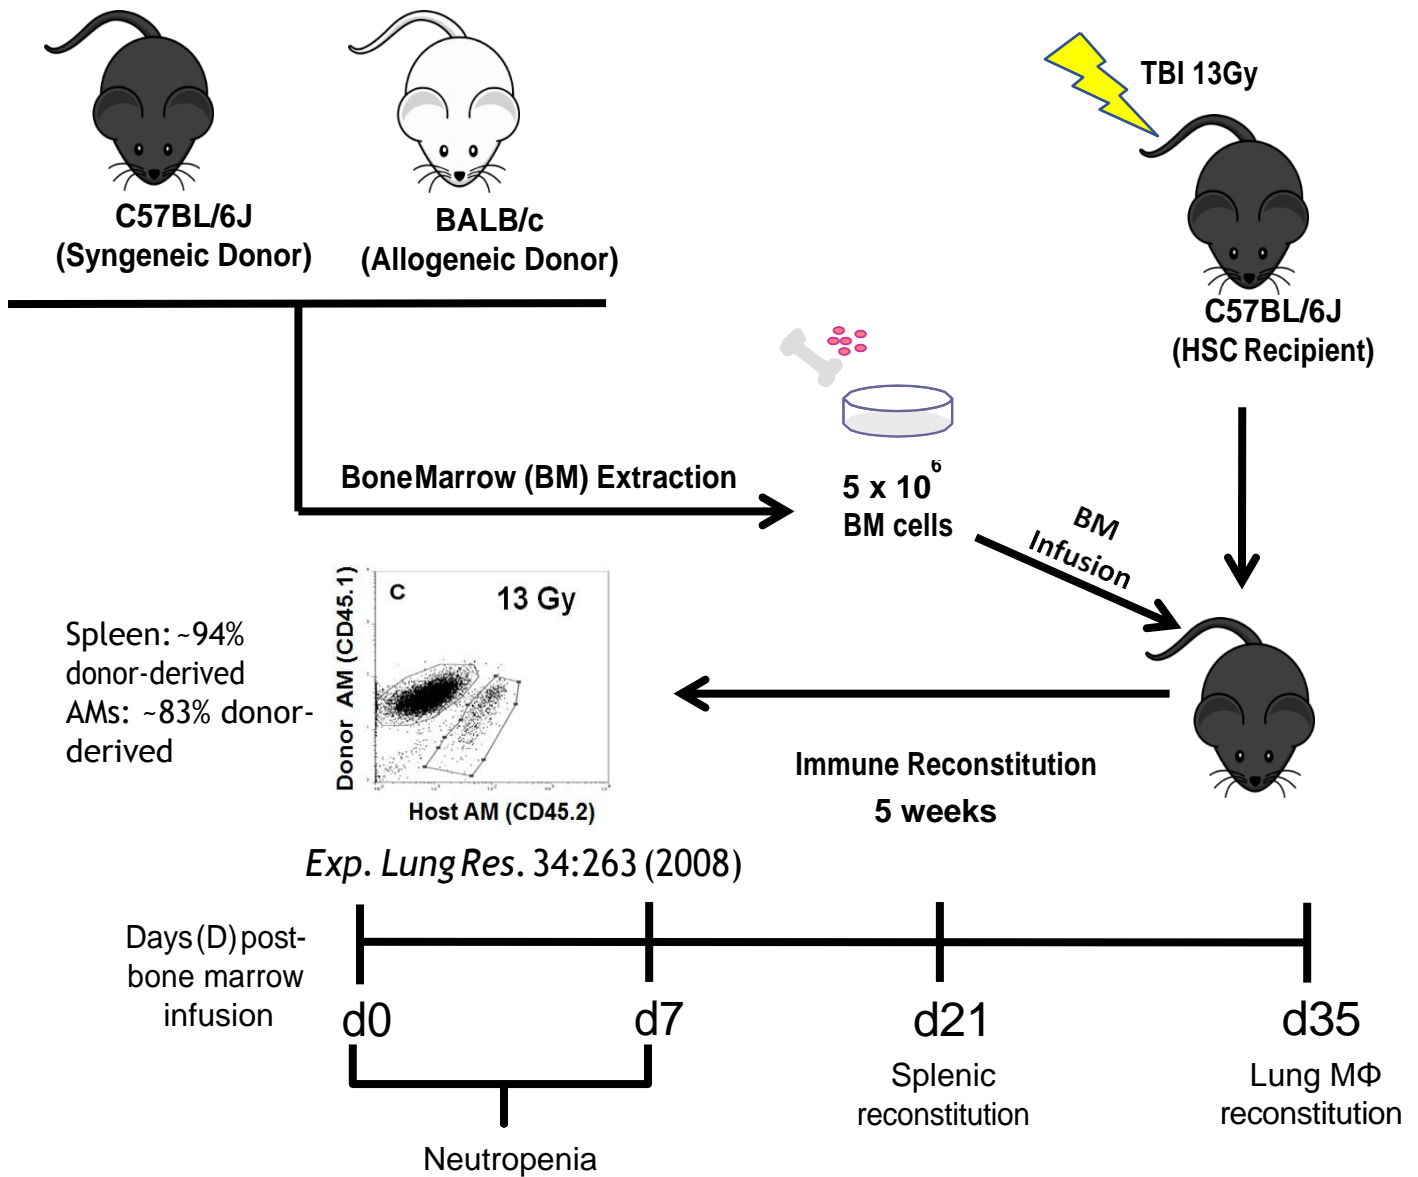 TBI 13Gy
C57BL/6J
(Syngeneic Donor)
BALB/c
(Allogeneic Donor)
C57BL/6J
(HSC Recipient)
BoneMarrow (BM) Extraction
5 x 10⁶
BM cells
BM
Infusion
Spleen: ~94%
donor-derived
AMs: ~83% donor-
derived
Donor AM (CD45.1)
C
13 Gy
Host AM (CD45.2)
Immune Reconstitution
5 weeks
Exp. Lung Res. 34:263 (2008)
Days (D) post-
bone marrow
infusion
d0
d7
d21
d35
Splenic
reconstitution
Lung MΦ
reconstitution
Neutropenia